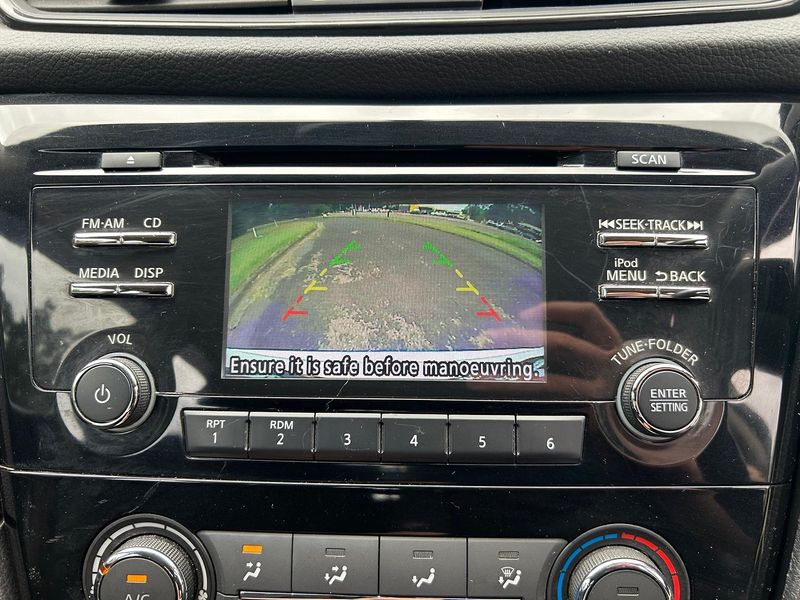 SCAN
FM·AM CD
SEEK·TRACK
MEDIA DISP
iPod
MENU BACK
VOL
TUNE·FOLDER
ENTER
SETTING
Ensure it is safe before manoeuvring.
RPT
1
RDM
2
3
4
5
6
A/C